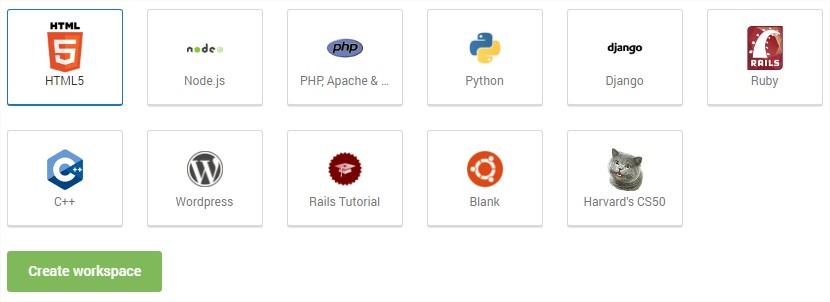 HTML
5
HTML5
node
Node.js
php
PHP, Apache & ...
Python
django
Django
RAILS
Ruby
C++
C++
W
Wordpress
Rails Tutorial
Blank
Harvard's CS50
Create workspace